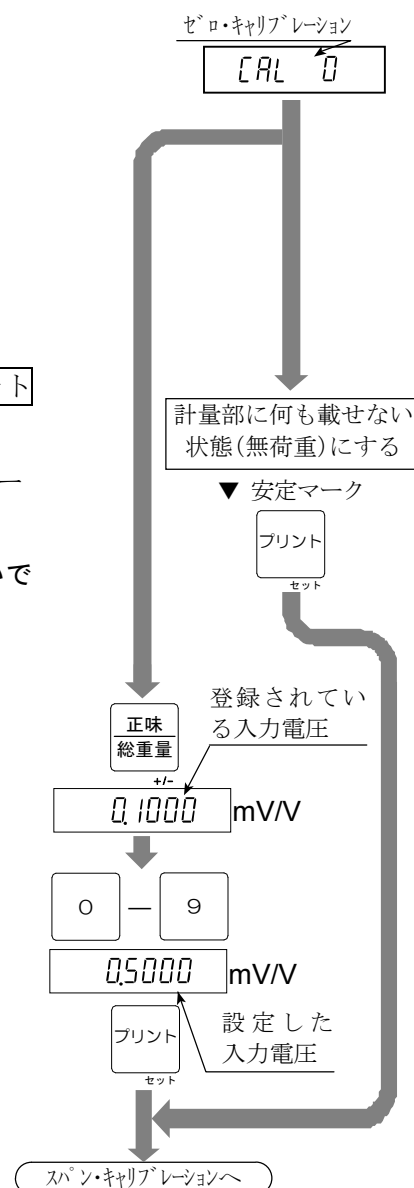 ゼロ・キャリブレーション
CAL 0
ット
計量部に何も載せない
状態(無荷重)にする
▼ 安定マーク
ー
プリント
いで
セット
登録されてい
る入力電圧
正味
総重量
+/-
0.1000 mV/V
0 — 9
0.5000 mV/V
設定した
入力電圧
プリント
セット
スパン・キャリブレーションへ